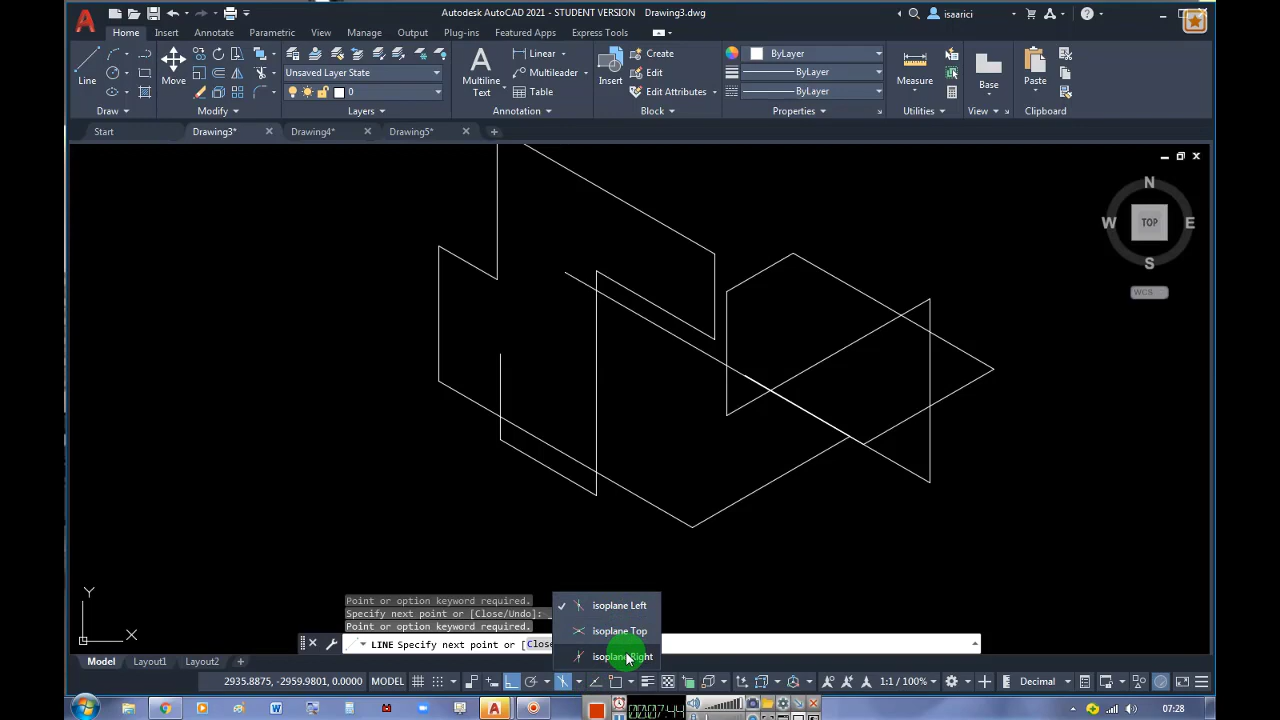 Autodesk AutoCAD 2021 - STUDENT VERSION Drawing3.dwg
isaarici
Home Insert Annotate Parametric View Manage Output Plug-ins Featured Apps Express Tools
Line
Move
Unsaved Layer State
0
Multiline
Text
Linear
Multileader
Table
Insert
Create
Edit
Edit Attributes
ByLayer
ByLayer
ByLayer
Measure
Base
Paste
Draw Modify Layers Annotation Block Properties Utilities View Clipboard
Start Drawing3* Drawing4* Drawing5*
N
W TOP E
S
WCS
Y
X
Point or option keyword required.
Specify next point or [Close/Undo]:
Point or option keyword required.
LINE Specify next point or [Close
isoplane Left
isoplane Top
isoplane Right
Model Layout1 Layout2
2935.8875, -2959.9801, 0.0000 MODEL
1:1 / 100%
Decimal
00:07:44
07:28